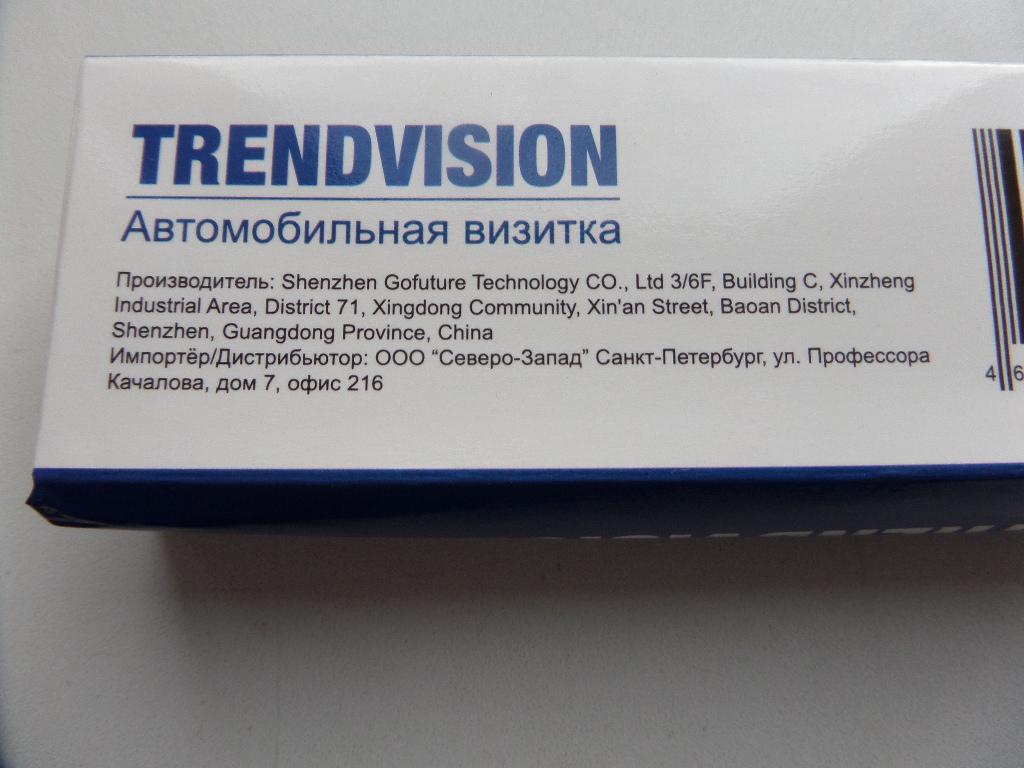 TRENDVISION
Автомобильная визитка
Производитель: Shenzhen Gofuture Technology CO., Ltd 3/6F, Building C, Xinzheng
Industrial Area, District 71, Xingdong Community, Xin'an Street, Baoan District,
Shenzhen, Guangdong Province, China
Импортёр/Дистрибьютор: ООО “Северо-Запад” Санкт-Петербург, ул. Профессора
Качалова, дом 7, офис 216
4 6